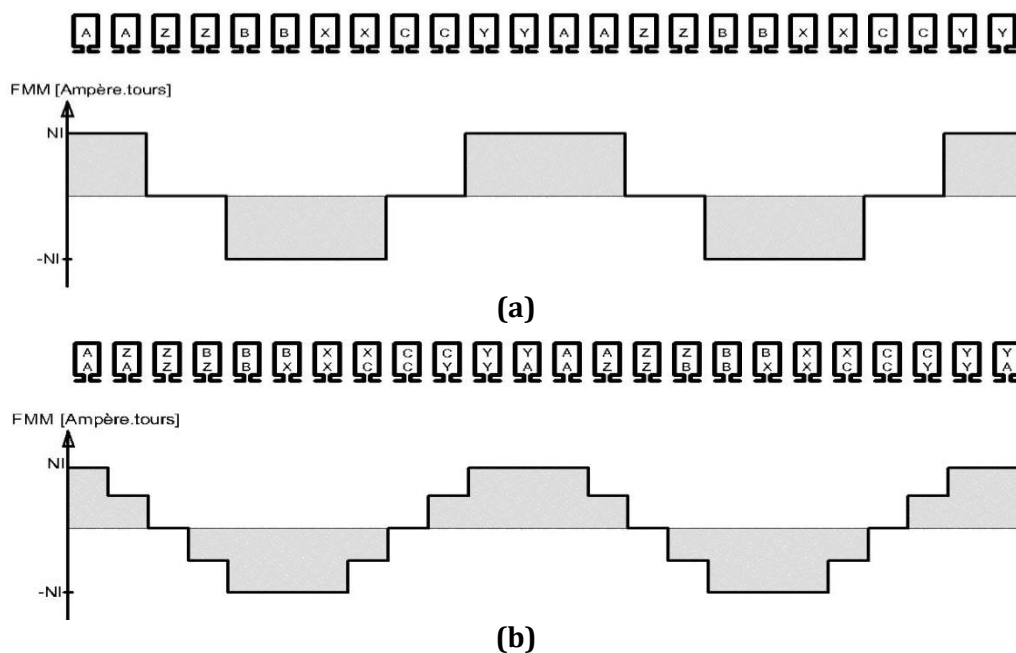 A A Z Z B B X X C C Y Y A A Z Z B B X X C C Y Y
FMM [Ampère.tours]
NI
-NI
(a)
A Z Z B B B X X C C Y Y A A Z Z B B X X C C Y Y
A A Z Z B X X C C Y Y A A Z Z B B X X C C Y Y A
FMM [Ampère.tours]
NI
-NI
(b)